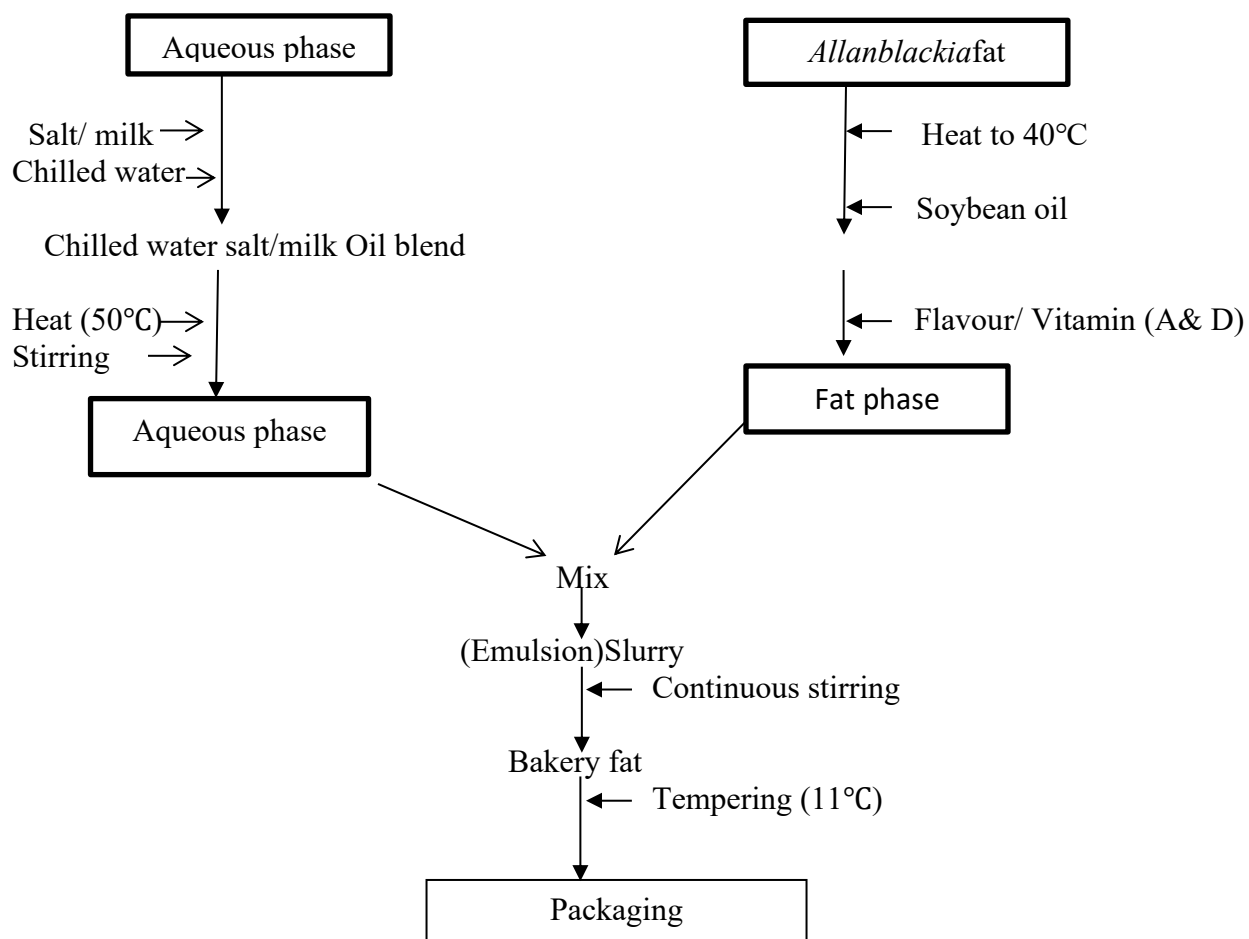 Aqueous phase
Allanblackiafat
Salt/ milk
Heat to 40°C
Chilled water
Soybean oil
Chilled water salt/milk Oil blend
Heat (50°C)
Flavour/ Vitamin (A& D)
Stirring
Fat phase
Aqueous phase
Mix
(Emulsion)Slurry
Continuous stirring
Bakery fat
Tempering (11°C)
Packaging